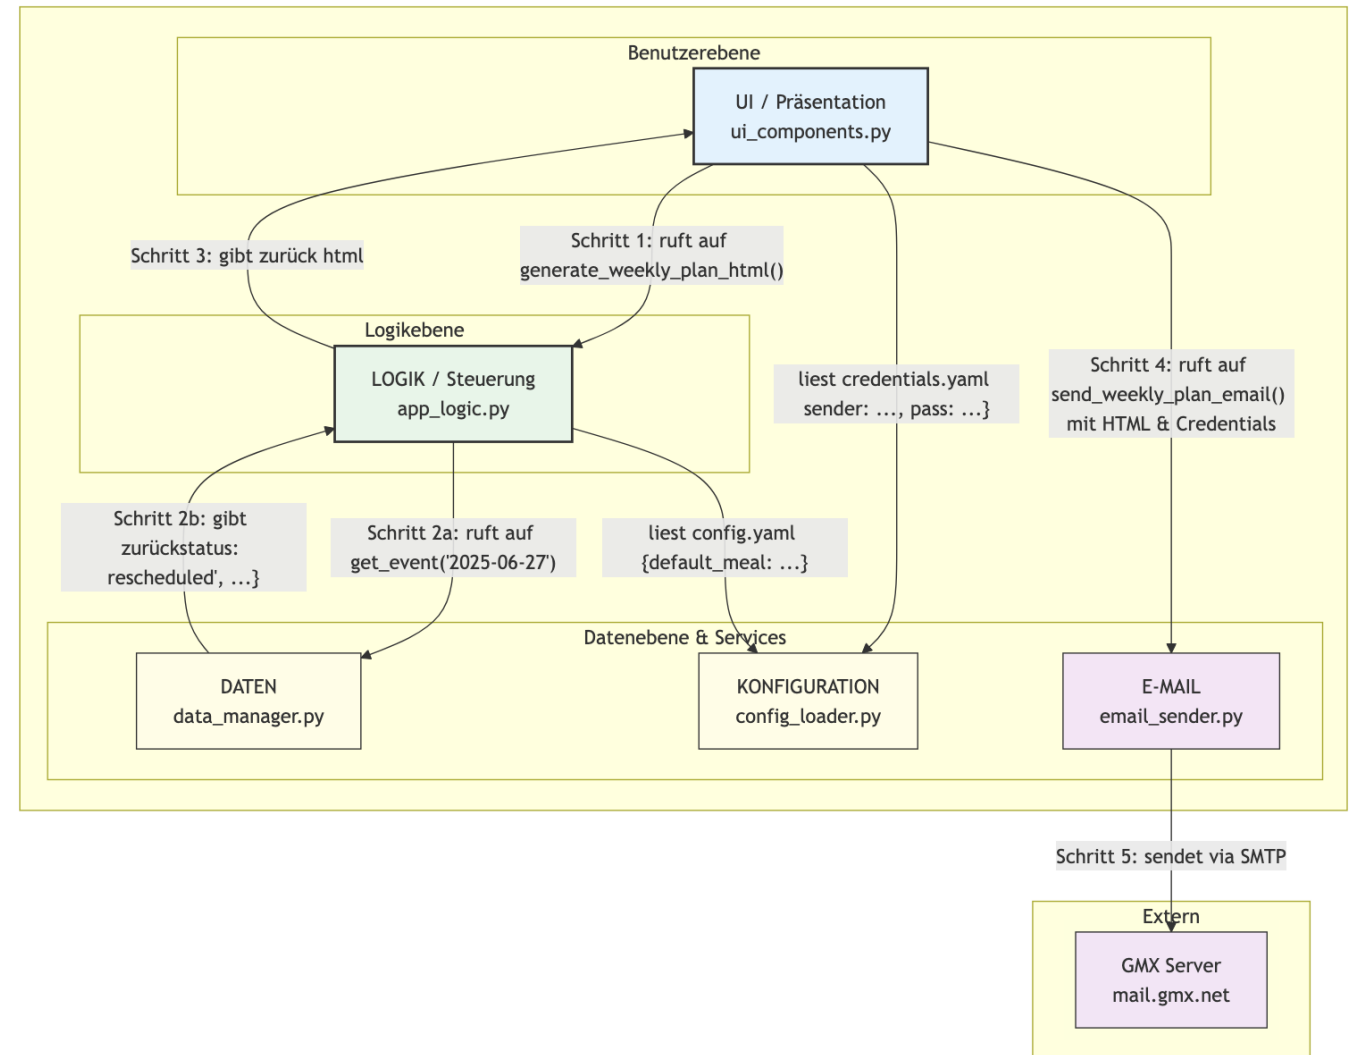 Benutzerebene
UI / Präsentation
ui_components.py
Schritt 3: gibt zurück html
Schritt 1: ruft auf
generate_weekly_plan_html()
Logikebene
LOGIK / Steuerung
app_logic.py
liest credentials.yaml
sender: ..., pass: ...}
Schritt 4: ruft auf
send_weekly_plan_email()
mit HTML & Credentials
Schritt 2b: gibt
zurückstatus:
rescheduled', ...}
Schritt 2a: ruft auf
get_event('2025-06-27')
liest config.yaml
{default_meal: ...}
Datenebene & Services
DATEN
data_manager.py
KONFIGURATION
config_loader.py
E-MAIL
email_sender.py
Schritt 5: sendet via SMTP
Extern
GMX Server
mail.gmx.net